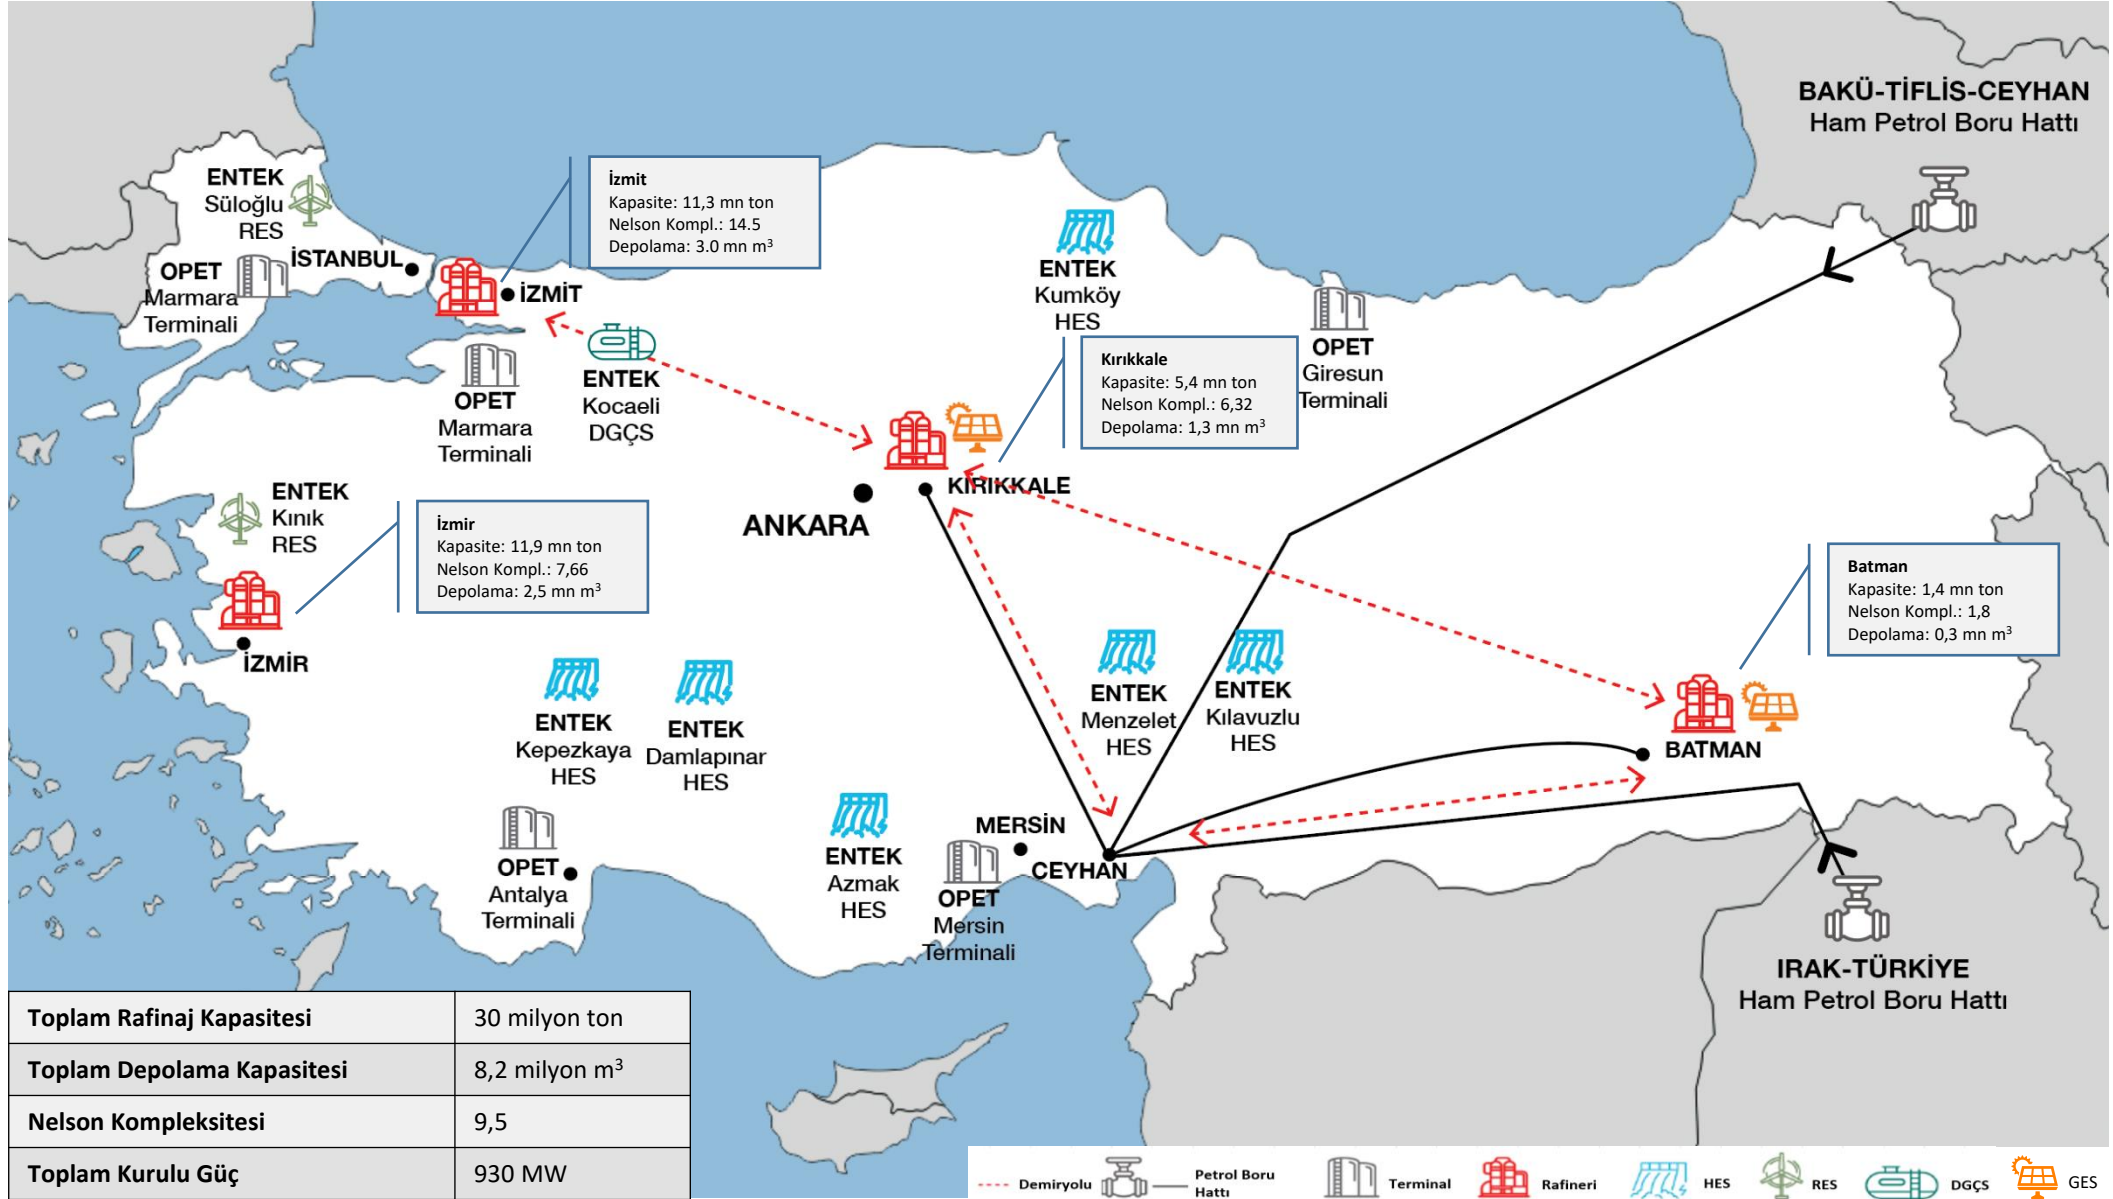 BAKÜ-TİFLİS-CEYHAN
Ham Petrol Boru Hattı
ENTEK
Süloğlu
RES
İzmit
Kapasite: 11,3 mn ton
Nelson Kompl.: 14.5
Depolama: 3.0 mn m³
OPET
Marmara
Terminali
İSTANBUL
İZMİT
ENTEK
Kumköy
HES
OPET
Giresun
Terminali
Kırıkkale
Kapasite: 5,4 mn ton
Nelson Kompl.: 6,32
Depolama: 1,3 mn m³
OPET
Marmara
Terminali
ENTEK
Kocaeli
DGÇS
KIRIKKALE
ANKARA
ENTEK
Kınık
RES
İzmir
Kapasite: 11,9 mn ton
Nelson Kompl.: 7,66
Depolama: 2,5 mn m³
İZMİR
Batman
Kapasite: 1,4 mn ton
Nelson Kompl.: 1,8
Depolama: 0,3 mn m³
BATMAN
ENTEK
Kepezkaya
HES
ENTEK
Damlapınar
HES
ENTEK
Menzelet
HES
ENTEK
Kılavuzlu
HES
OPET
Antalya
Terminali
ENTEK
Azmak
HES
MERSİN
CEYHAN
OPET
Mersin
Terminali
IRAK-TÜRKİYE
Ham Petrol Boru Hattı
Toplam Rafinaj Kapasitesi 30 milyon ton
Toplam Depolama Kapasitesi 8,2 milyon m³
Nelson Kompleksitesi 9,5
Toplam Kurulu Güç 930 MW
Demiryolu
Petrol Boru
Hattı
Terminal
Rafineri
HES
RES
DGÇS
GES